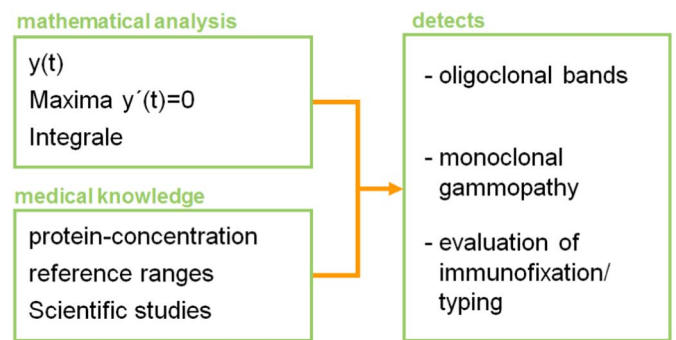 mathematical analysis
y(t)
Maxima y´(t)=0
Integrale
medical knowledge
protein-concentration
reference ranges
Scientific studies
detects
- oligoclonal bands
- monoclonal
gammopathy
- evaluation of
immunofixation/
typing